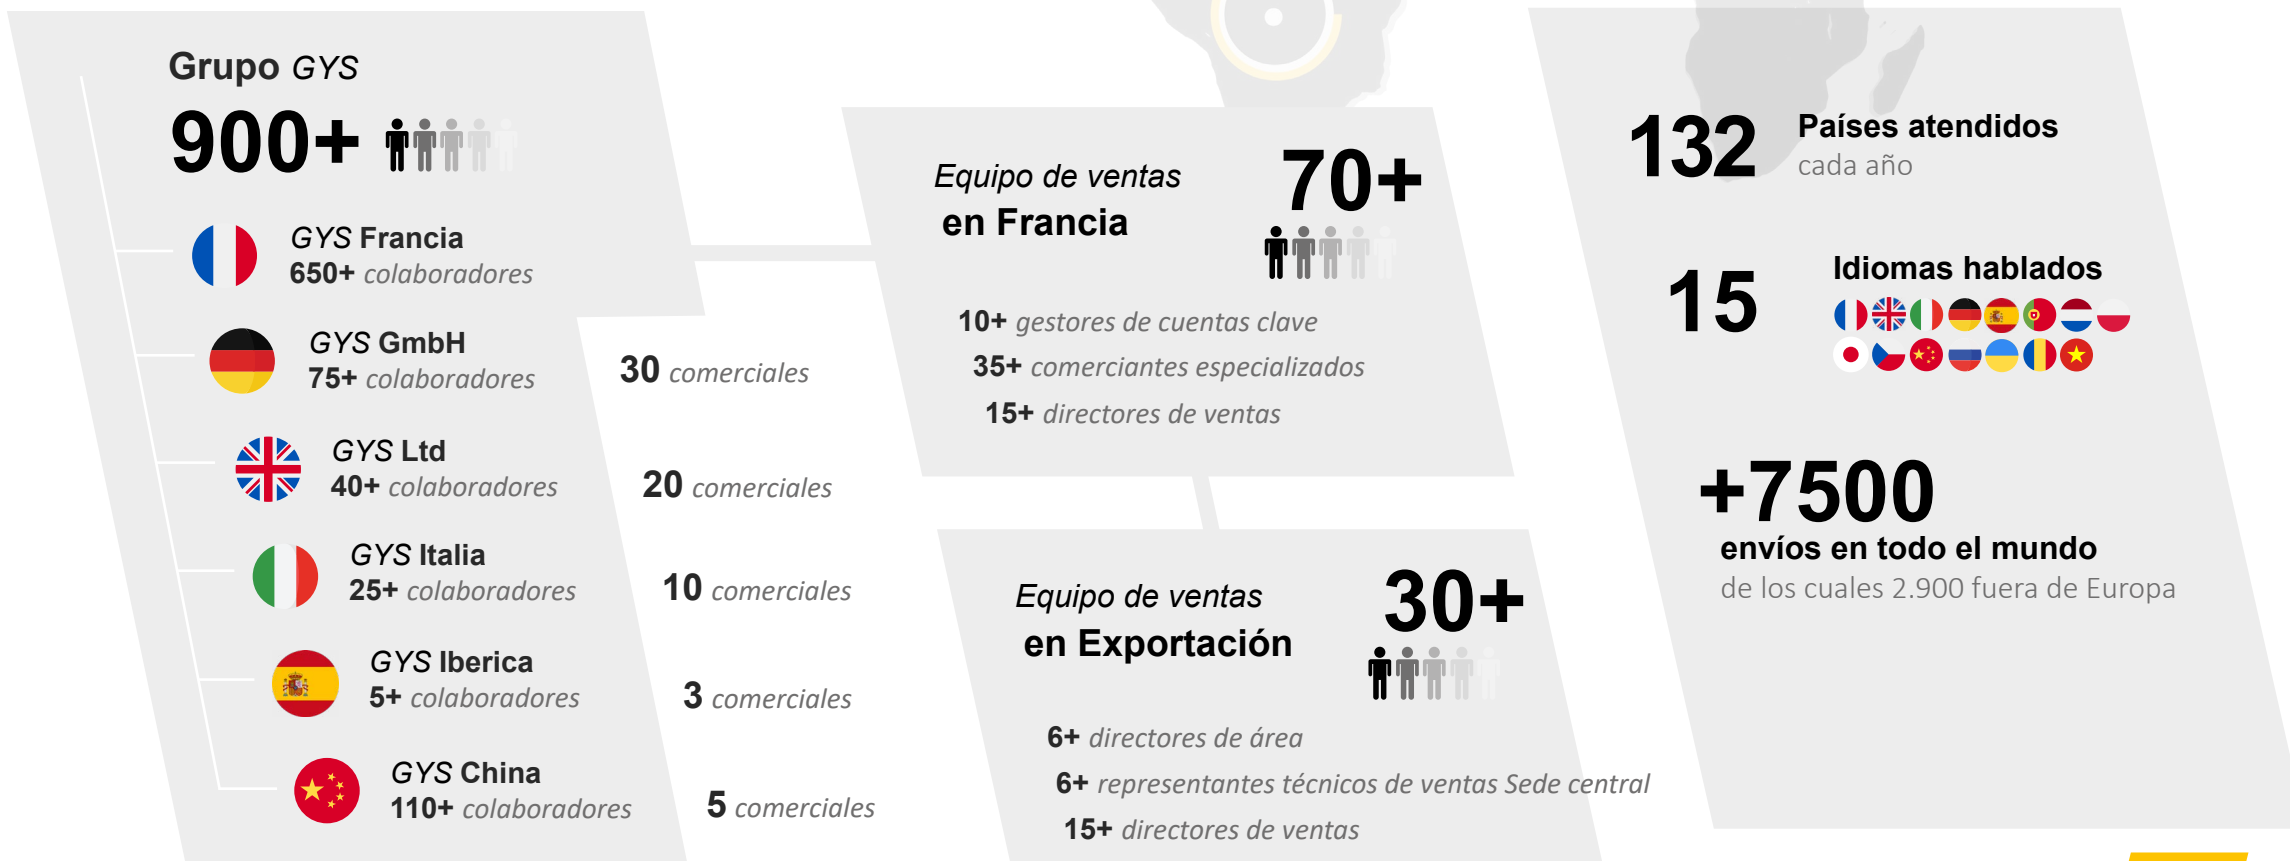 Grupo GYS
900+
GYS Francia
650+ colaboradores
GYS GmbH
75+ colaboradores
30 comerciales
GYS Ltd
40+ colaboradores
20 comerciales
GYS Italia
25+ colaboradores
10 comerciales
GYS Iberica
5+ colaboradores
3 comerciales
GYS China
110+ colaboradores
5 comerciales
Equipo de ventas
en Francia
70+
10+ gestores de cuentas clave
35+ comerciantes especializados
15+ directores de ventas
Equipo de ventas
en Exportación
30+
6+ directores de área
6+ representantes técnicos de ventas Sede central
15+ directores de ventas
132
Países atendidos
cada año
15
Idiomas hablados
+7500
envíos en todo el mundo
de los cuales 2.900 fuera de Europa